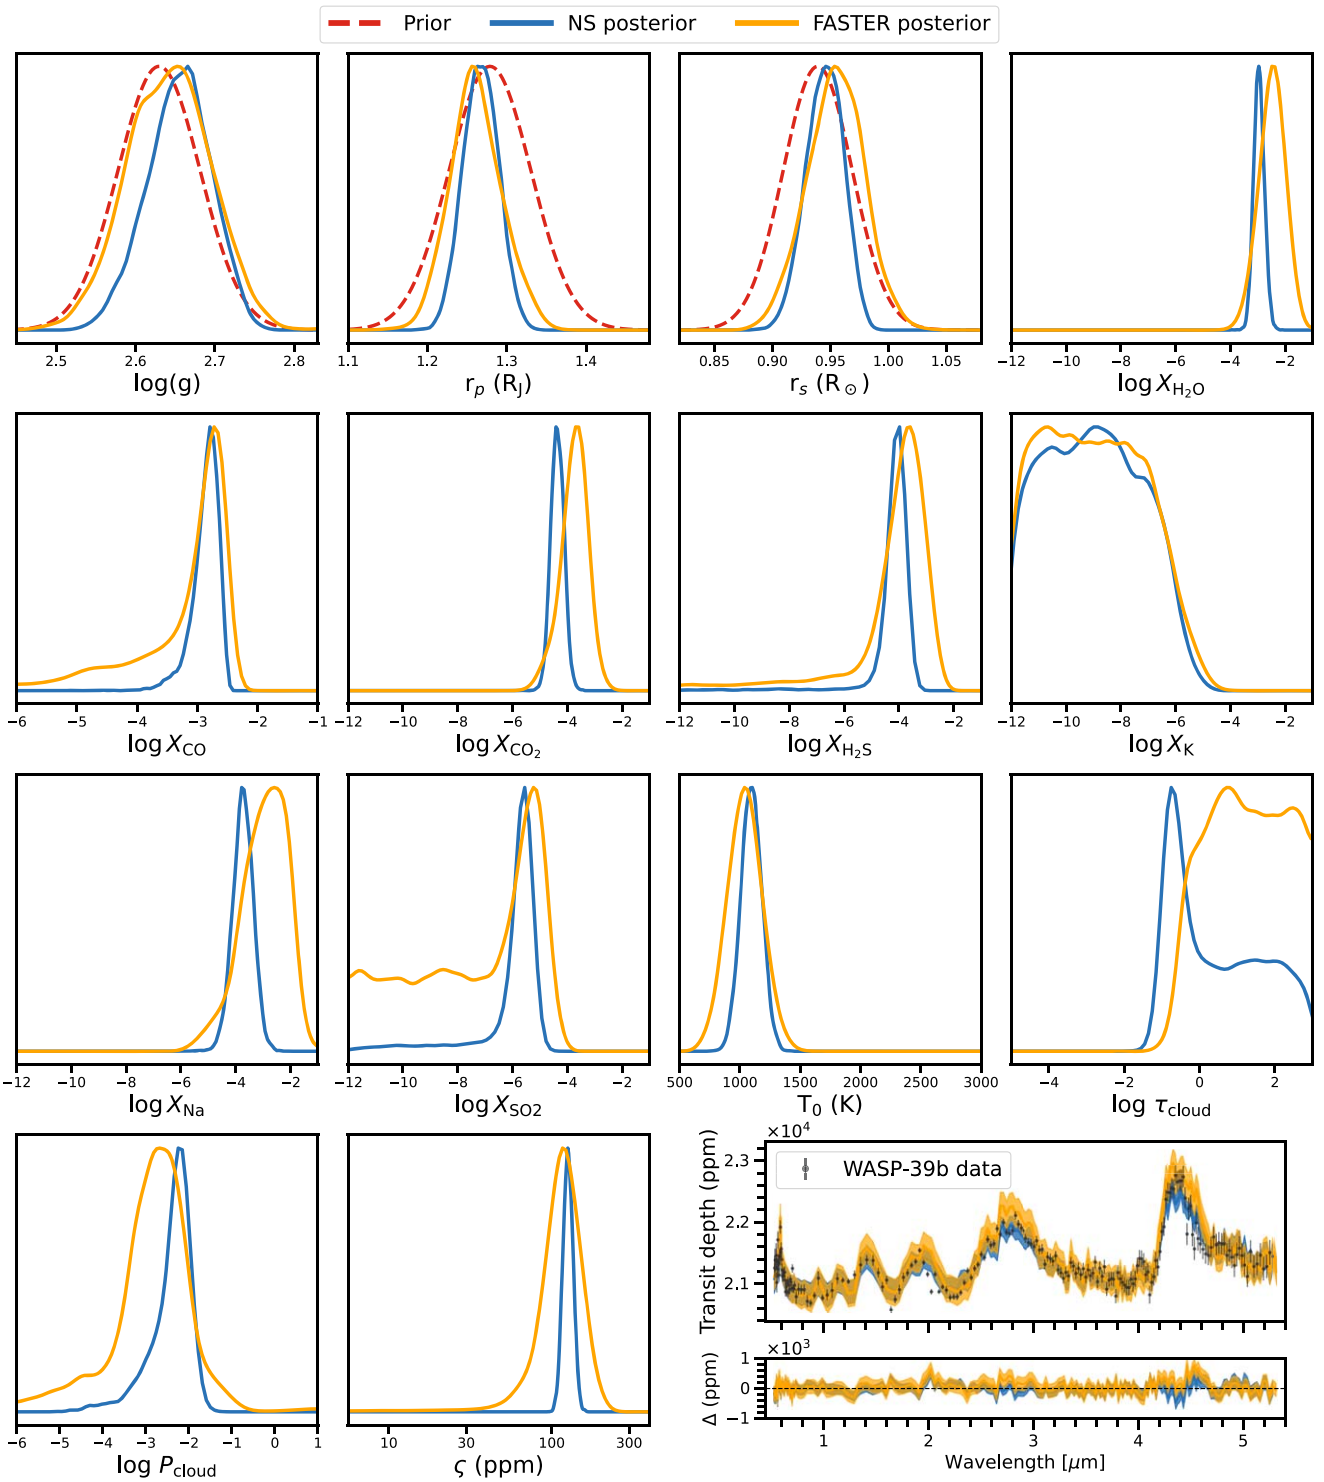 Prior NS posterior FASTER posterior
2.5 2.6 2.7 2.8
log(g)
1.1 1.2 1.3 1.4
r_p (R_J)
0.85 0.90 0.95 1.00 1.05
r_s (R_⊙)
−12 −10 −8 −6 −4 −2
log X_H₂O
−6 −5 −4 −3 −2 −1
log X_CO
−12 −10 −8 −6 −4 −2
log X_CO₂
−12 −10 −8 −6 −4 −2
log X_H₂S
−12 −10 −8 −6 −4 −2
log X_K
−12 −10 −8 −6 −4 −2
log X_Na
−12 −10 −8 −6 −4 −2
log X_SO2
500 1000 1500 2000 2500 3000
T_0 (K)
−4 −2 0 2
log τ_cloud
−6 −5 −4 −3 −2 −1 0 1
log P_cloud
10 30 100 300
ς (ppm)
×10⁴
Transit depth (ppm)
2.3
2.2
2.1
WASP-39b data
×10³
Δ (ppm)
1
0
−1
1 2 3 4 5
Wavelength [μm]